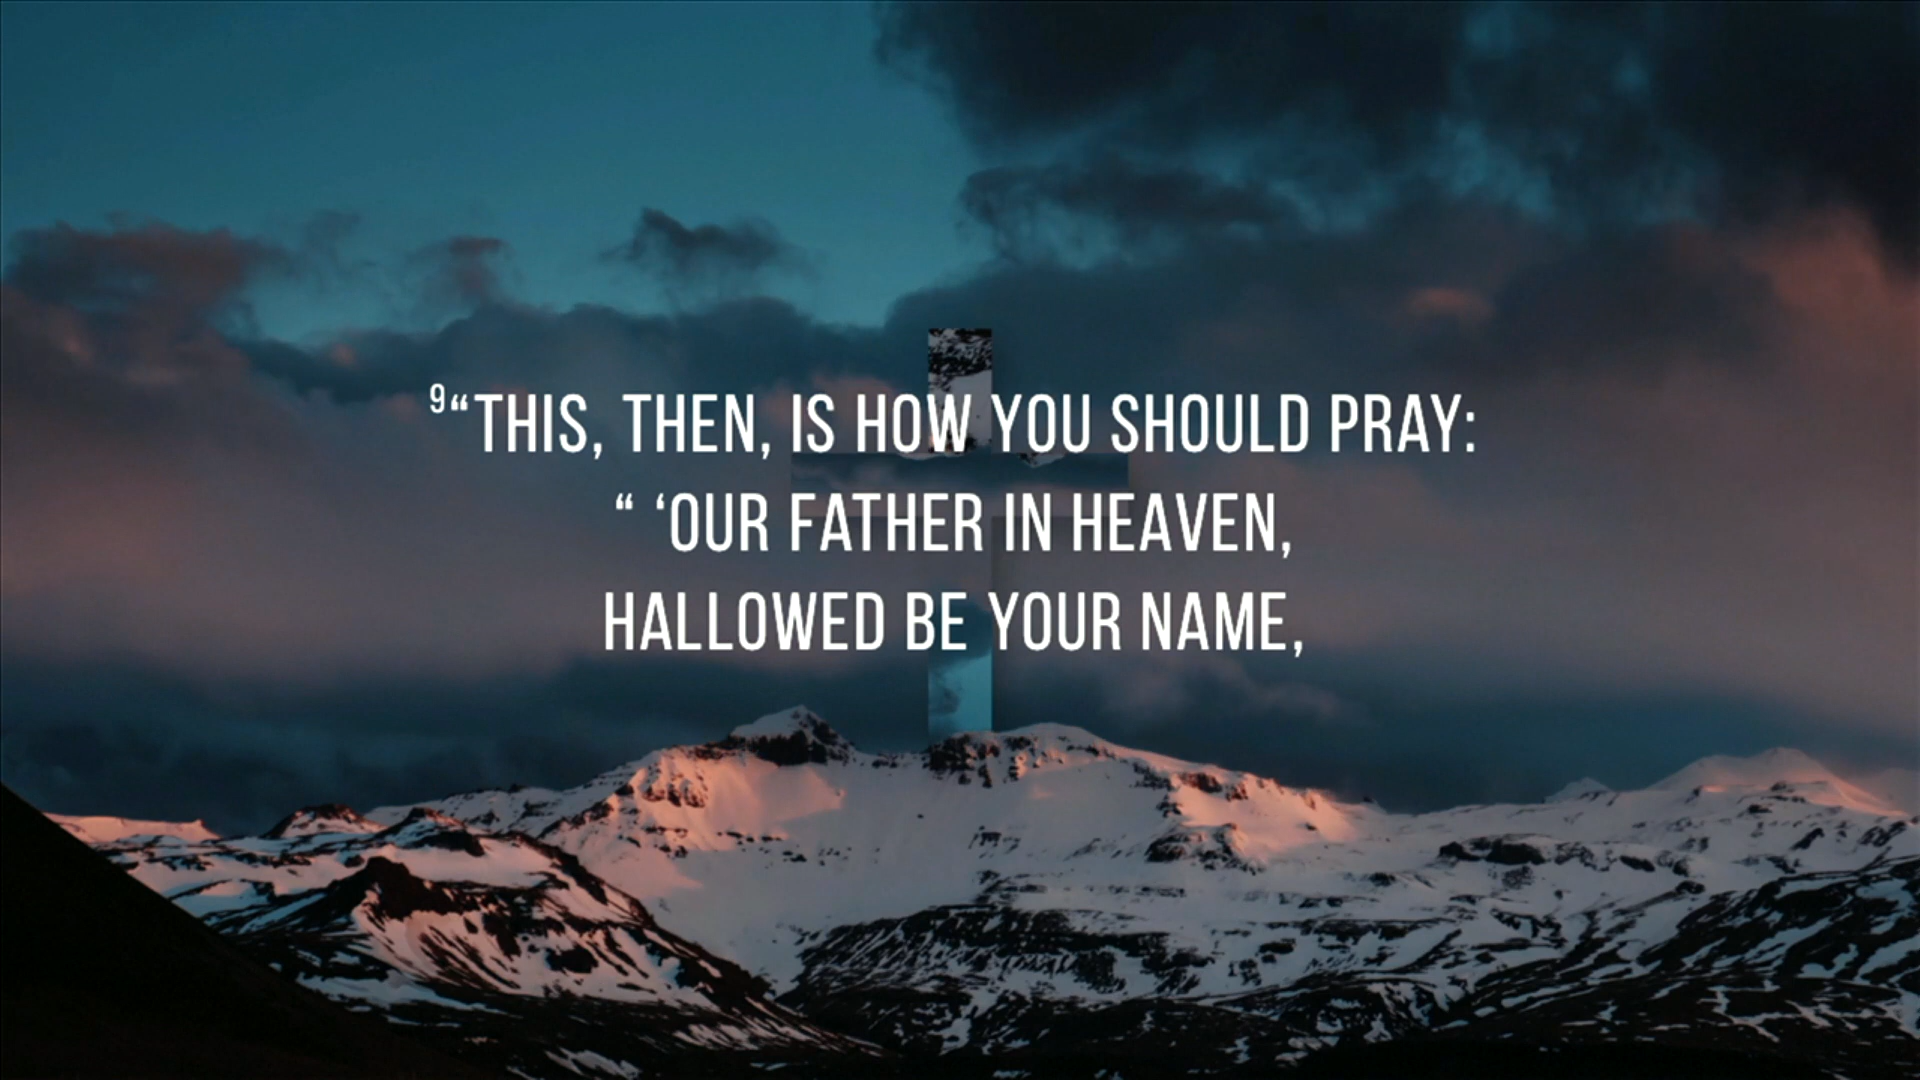 ⁹“THIS, THEN, IS HOW YOU SHOULD PRAY:
“ ‘OUR FATHER IN HEAVEN,
HALLOWED BE YOUR NAME,